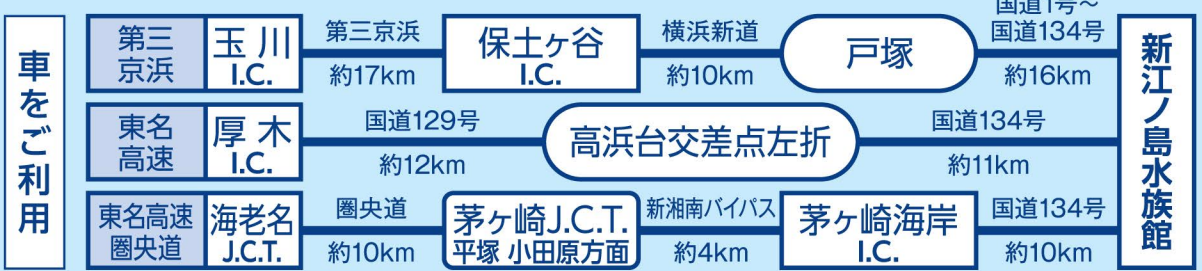 車をご利用
第三京浜
玉川 I.C.
第三京浜
約17km
保土ヶ谷 I.C.
横浜新道
約10km
戸塚
国道1号～
国道134号
約16km
東名高速
厚木 I.C.
国道129号
約12km
高浜台交差点左折
国道134号
約11km
東名高速
圏央道
海老名 J.C.T.
圏央道
約10km
茅ヶ崎J.C.T.
平塚 小田原方面
新湘南バイパス
約4km
茅ヶ崎海岸 I.C.
国道134号
約10km
新江ノ島水族館